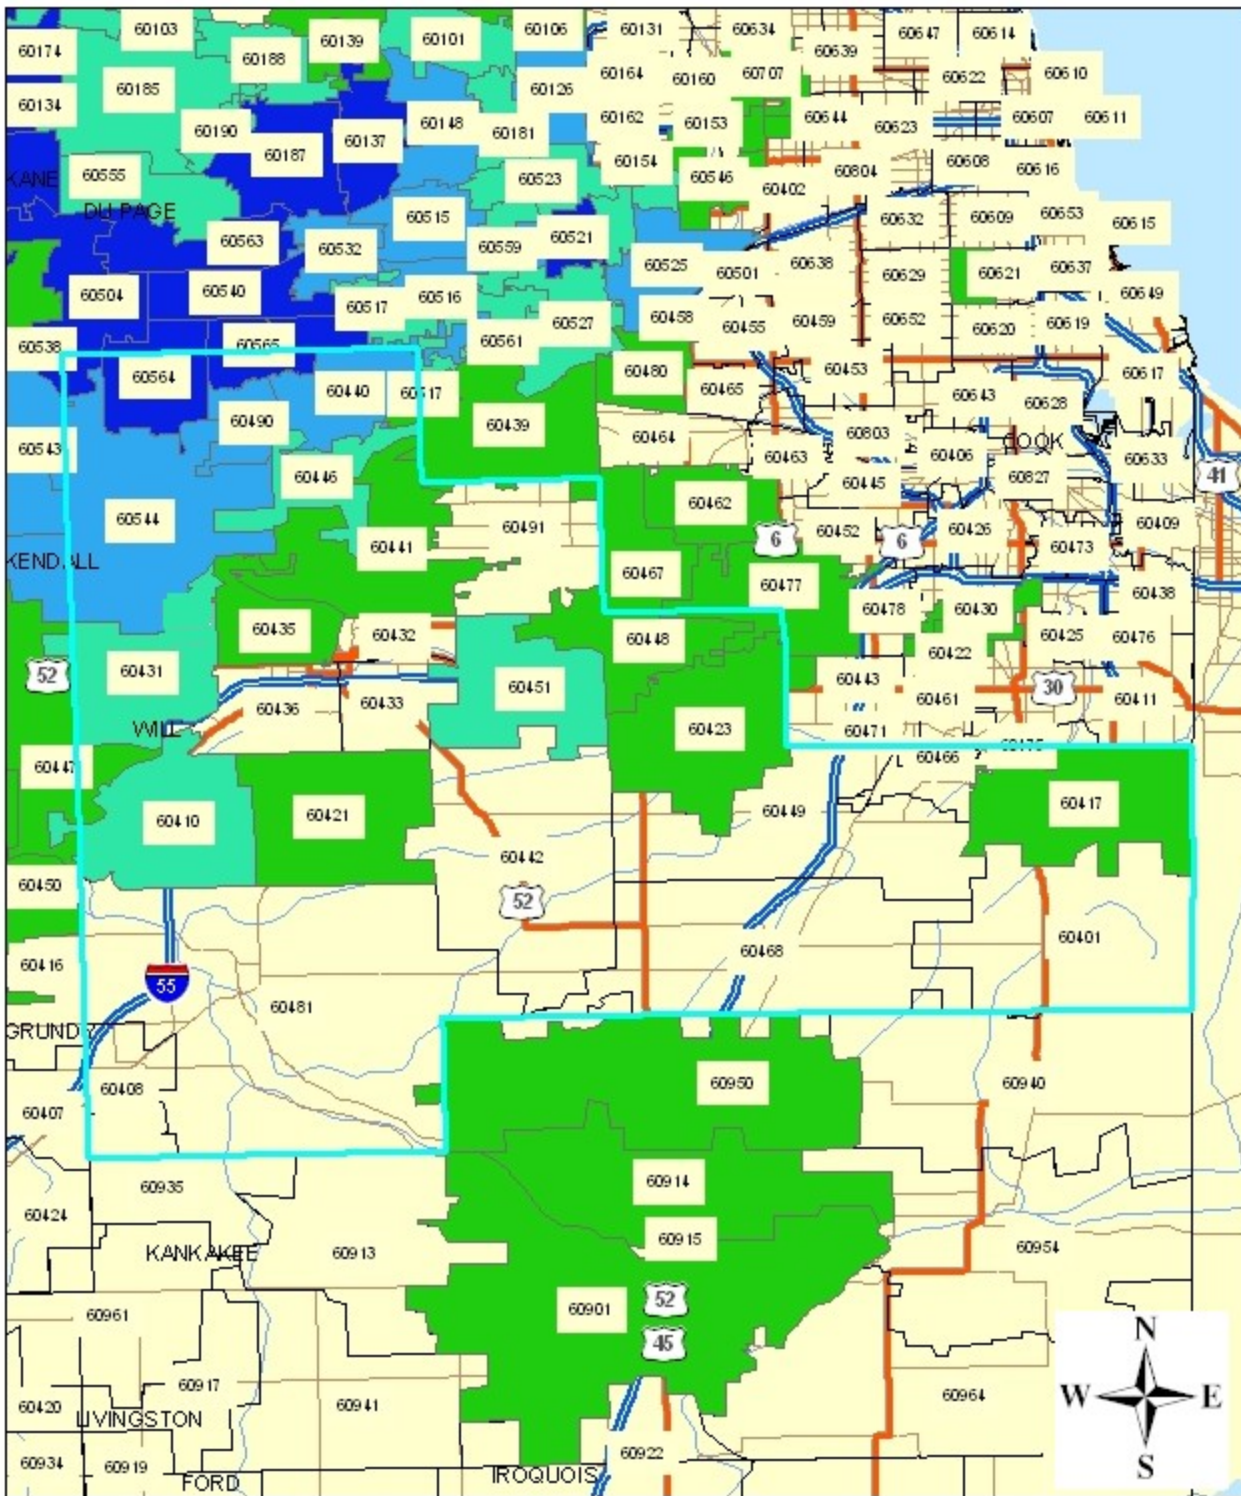 60103 60139 60101 60106 60131 60634 60647 60614
60174 60188 60639
60185 60164 60160 60707 60622 60610
60134 60126
60190 60148 60181 60162 60153 60644 60623 60607 60611
60187 60137
KANE 60555 60523 60154 60546 60402 60804 60608 60616
DU PAGE 60515 60632 60609 60653 60615
60563 60532 60559 60521
60525 60501 60638 60629 60621 60637
60504 60540 60517 60516 60649
60458 60455 60459 60652 60620 60619
60538 60565 60561 60527
60564 60440 60517 60480 60465 60453 60617
60490 60439 60464 60643 60628
60543 60803 COOK
60446 60463 60406 60633
60445 60827 41
60544 60491 60462 60452 60426 60409
60441 6 6 60473
KENDALL 60467 60477 60438
60435 60432 60448 60478 60430 60425 60476
52 60431 60451 60422
60436 60433 60443 60461 30 60411
WILL 60423 60471
60447 60466
60410 60421 60449 60417
60442
60450 52
60416 60468 60401
55
60481
GRUNDY
60408 60950 60940
60407
60935 60914
60424 60915
KANKAKEE 60913 60954
60961 60901 52
45 N
60917 60964 W E
60420 LIVINGSTON 60941
60922 S
60934 60919 FORD IROQUOIS